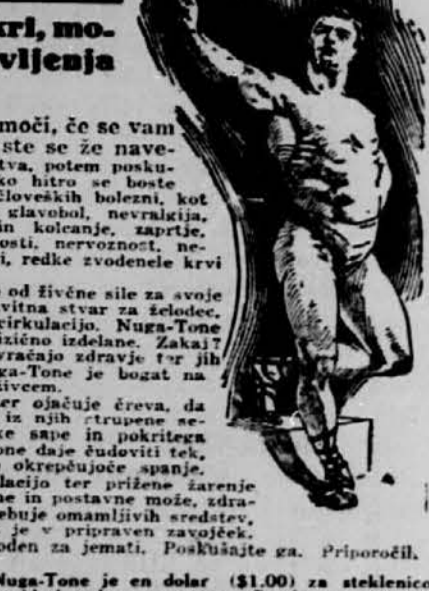 kri, mo-
vljenja
moči, če se vam
ste se že nave-
tva, potem posku-
ko hitro se boste
človeških bolezni, kot
glavobol, nevralgija,
in kolcanje, zaprtje,
osti, nervoznost, ne-
i, redke zvodenele krvi
od živčne sile za svoje
vitna stvar za želodec,
cirkulacijo. Nuga-Tone
izično izdelane. Zakaj?
vračajo zdravje ter jih
ga-Tone je bogat na
živcem.
er ojačuje čreva, da
iz njih strupene se-
ke sape in pokritega
one daje čudoviti tek,
okrepčujoče spanje.
lacijo ter prižene žarenje
ne in postavne može, zdra-
ebuje omamljivih sredstev,
je v pripraven zavojček.
oden za jemati. Poskušajte ga. Priporočil.
Nuga-Tone je en dolar ($1.00) za steklenico